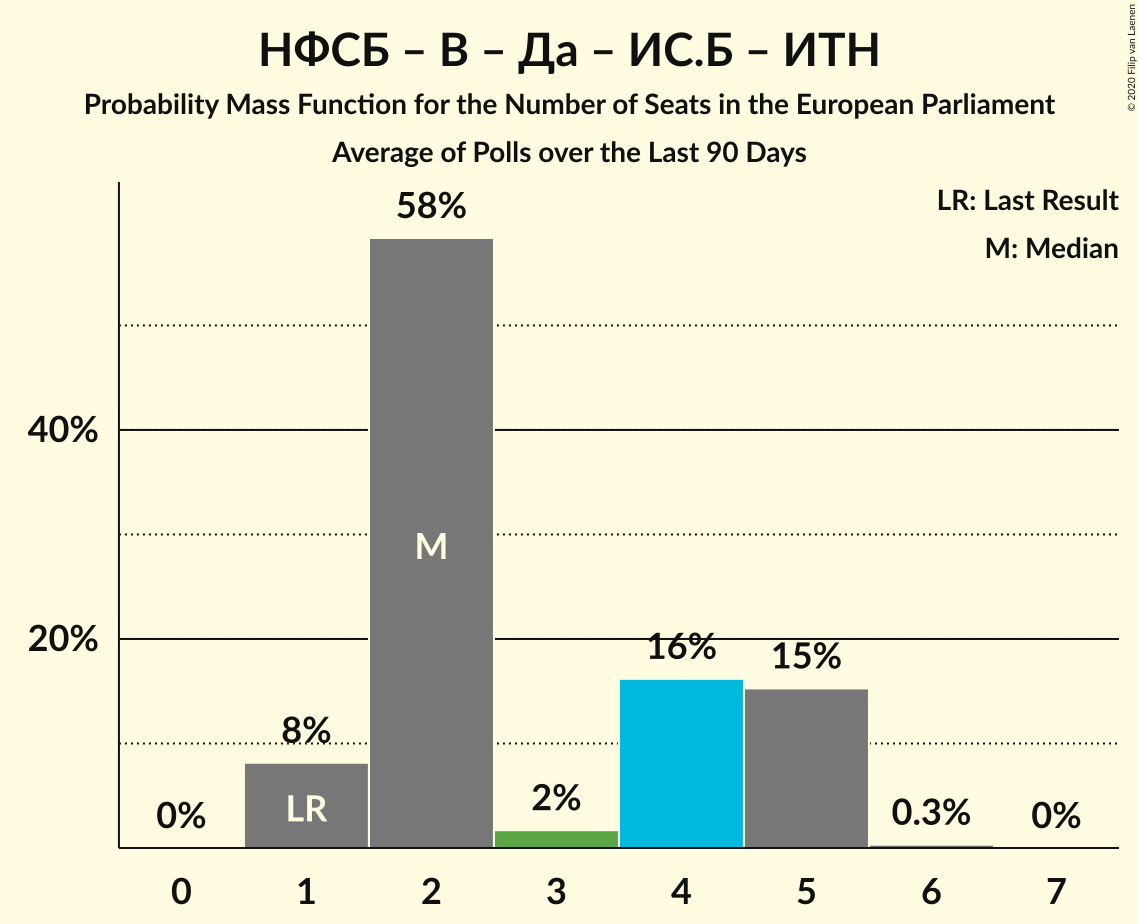 НФСБ – В – Да – ИС.Б – ИТН
Probability Mass Function for the Number of Seats in the European Parliament
Average of Polls over the Last 90 Days
© 2020 Filip van Laenen
LR: Last Result
M: Median
58%
40%
M
20%
16%
15%
8%
LR
2%
0%
0.3%
0%
0 1 2 3 4 5 6 7